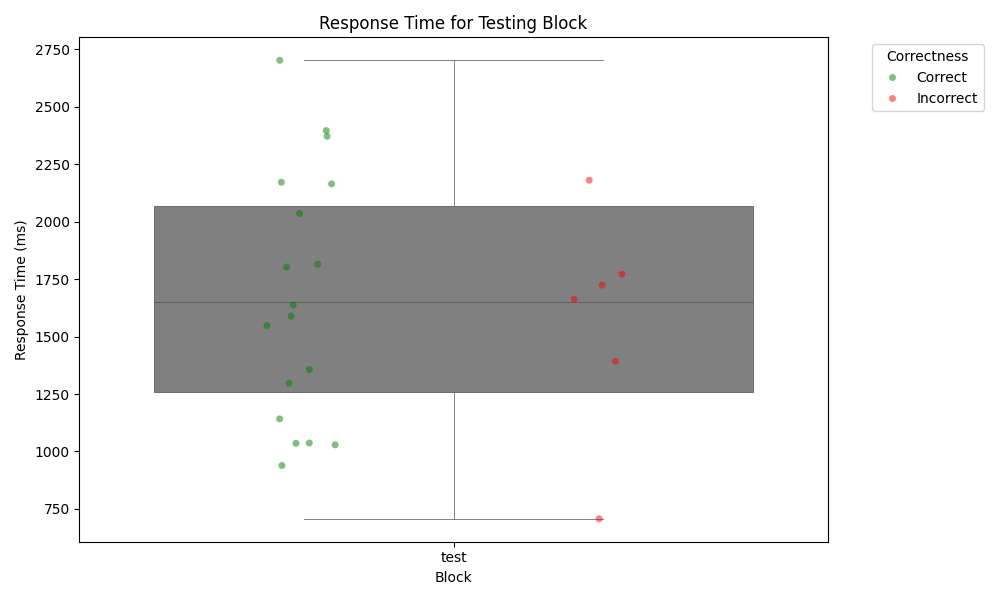 Response Time for Testing Block
Correctness
Correct
Incorrect
Response Time (ms)
2750
2500
2250
2000
1750
1500
1250
1000
750
test
Block